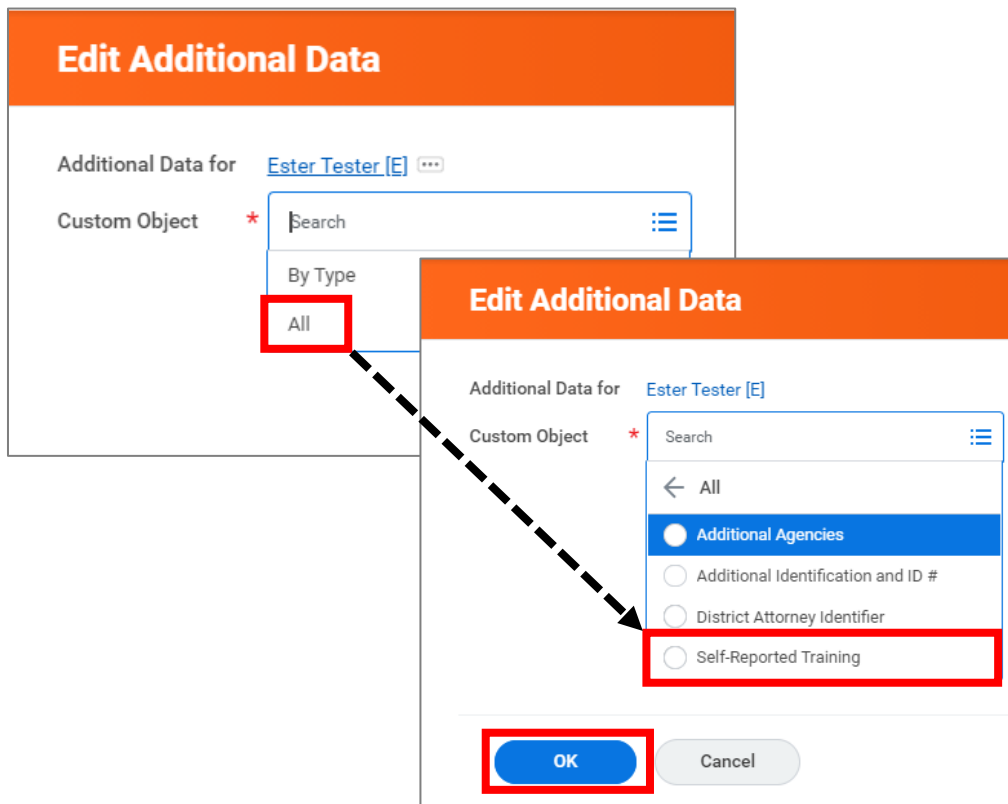 Edit Additional Data
Additional Data for Ester Tester [E]
Custom Object * Search
By Type
All
Edit Additional Data
Additional Data for Ester Tester [E]
Custom Object * Search
← All
Additional Agencies
Additional Identification and ID #
District Attorney Identifier
Self-Reported Training
OK Cancel